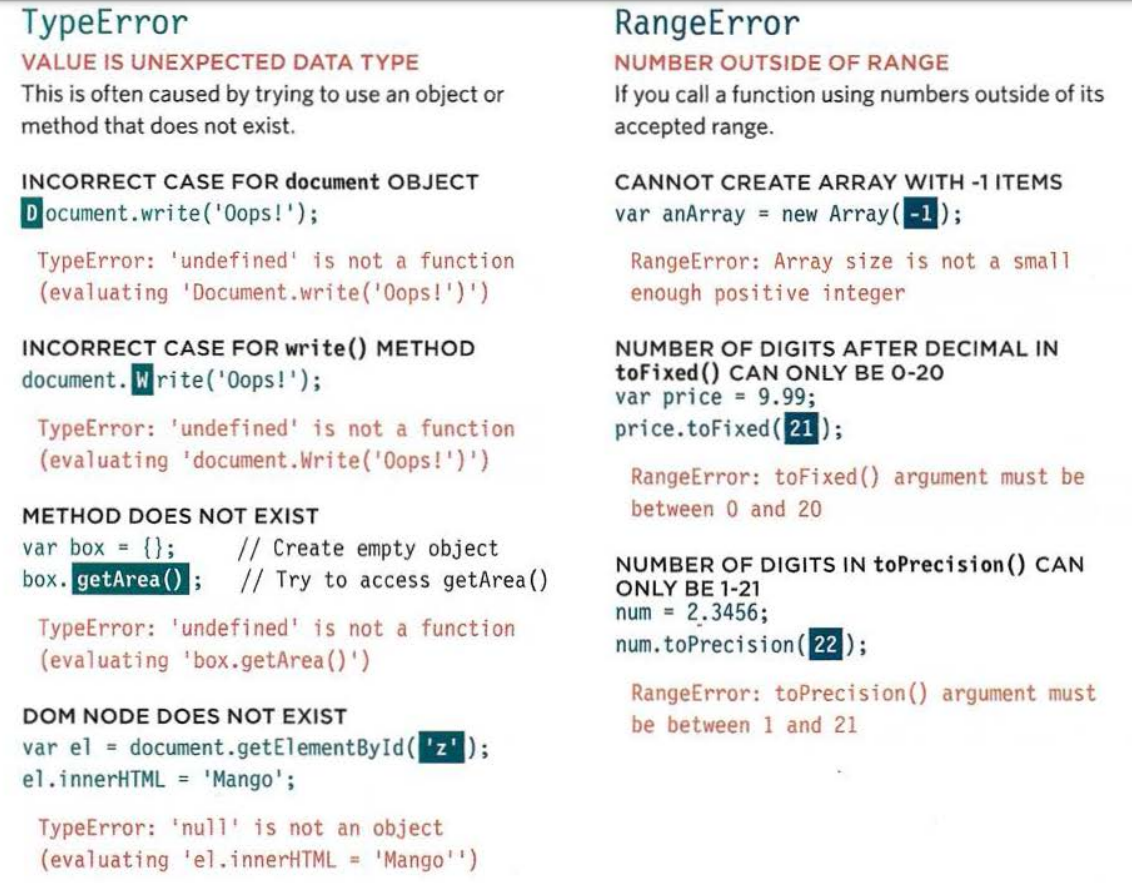 TypeError
VALUE IS UNEXPECTED DATA TYPE
This is often caused by trying to use an object or
method that does not exist.
INCORRECT CASE FOR document OBJECT
Document.write('Oops!');
TypeError: 'undefined' is not a function
(evaluating 'Document.write('Oops!')')
INCORRECT CASE FOR write() METHOD
document.Write('Oops!');
TypeError: 'undefined' is not a function
(evaluating 'document.Write('Oops!')')
METHOD DOES NOT EXIST
var box = {}; // Create empty object
box.getArea(); // Try to access getArea()
TypeError: 'undefined' is not a function
(evaluating 'box.getArea()')
DOM NODE DOES NOT EXIST
var el = document.getElementById('z');
el.innerHTML = 'Mango';
TypeError: 'null' is not an object
(evaluating 'el.innerHTML = 'Mango'')
RangeError
NUMBER OUTSIDE OF RANGE
If you call a function using numbers outside of its
accepted range.
CANNOT CREATE ARRAY WITH -1 ITEMS
var anArray = new Array(-1);
RangeError: Array size is not a small
enough positive integer
NUMBER OF DIGITS AFTER DECIMAL IN
toFixed() CAN ONLY BE 0-20
var price = 9.99;
price.toFixed(21);
RangeError: toFixed() argument must be
between 0 and 20
NUMBER OF DIGITS IN toPrecision() CAN
ONLY BE 1-21
num = 2.3456;
num.toPrecision(22);
RangeError: toPrecision() argument must
be between 1 and 21